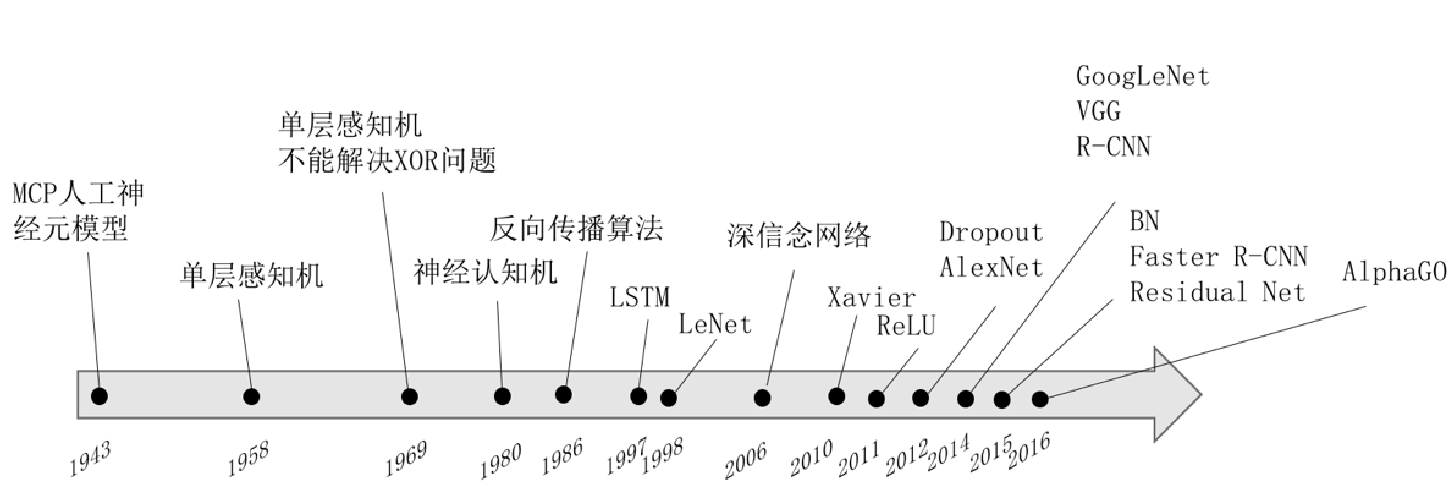 MCP人工神
经元模型
单层感知机
单层感知机
不能解决XOR问题
神经认知机
反向传播算法
LSTM
LeNet
深信念网络
Xavier
ReLU
Dropout
AlexNet
GoogLeNet
VGG
R-CNN
BN
Faster R-CNN
Residual Net
AlphaGO
1943
1958
1969
1980
1986
1997
1998
2006
2010
2011
2012
2014
2015
2016